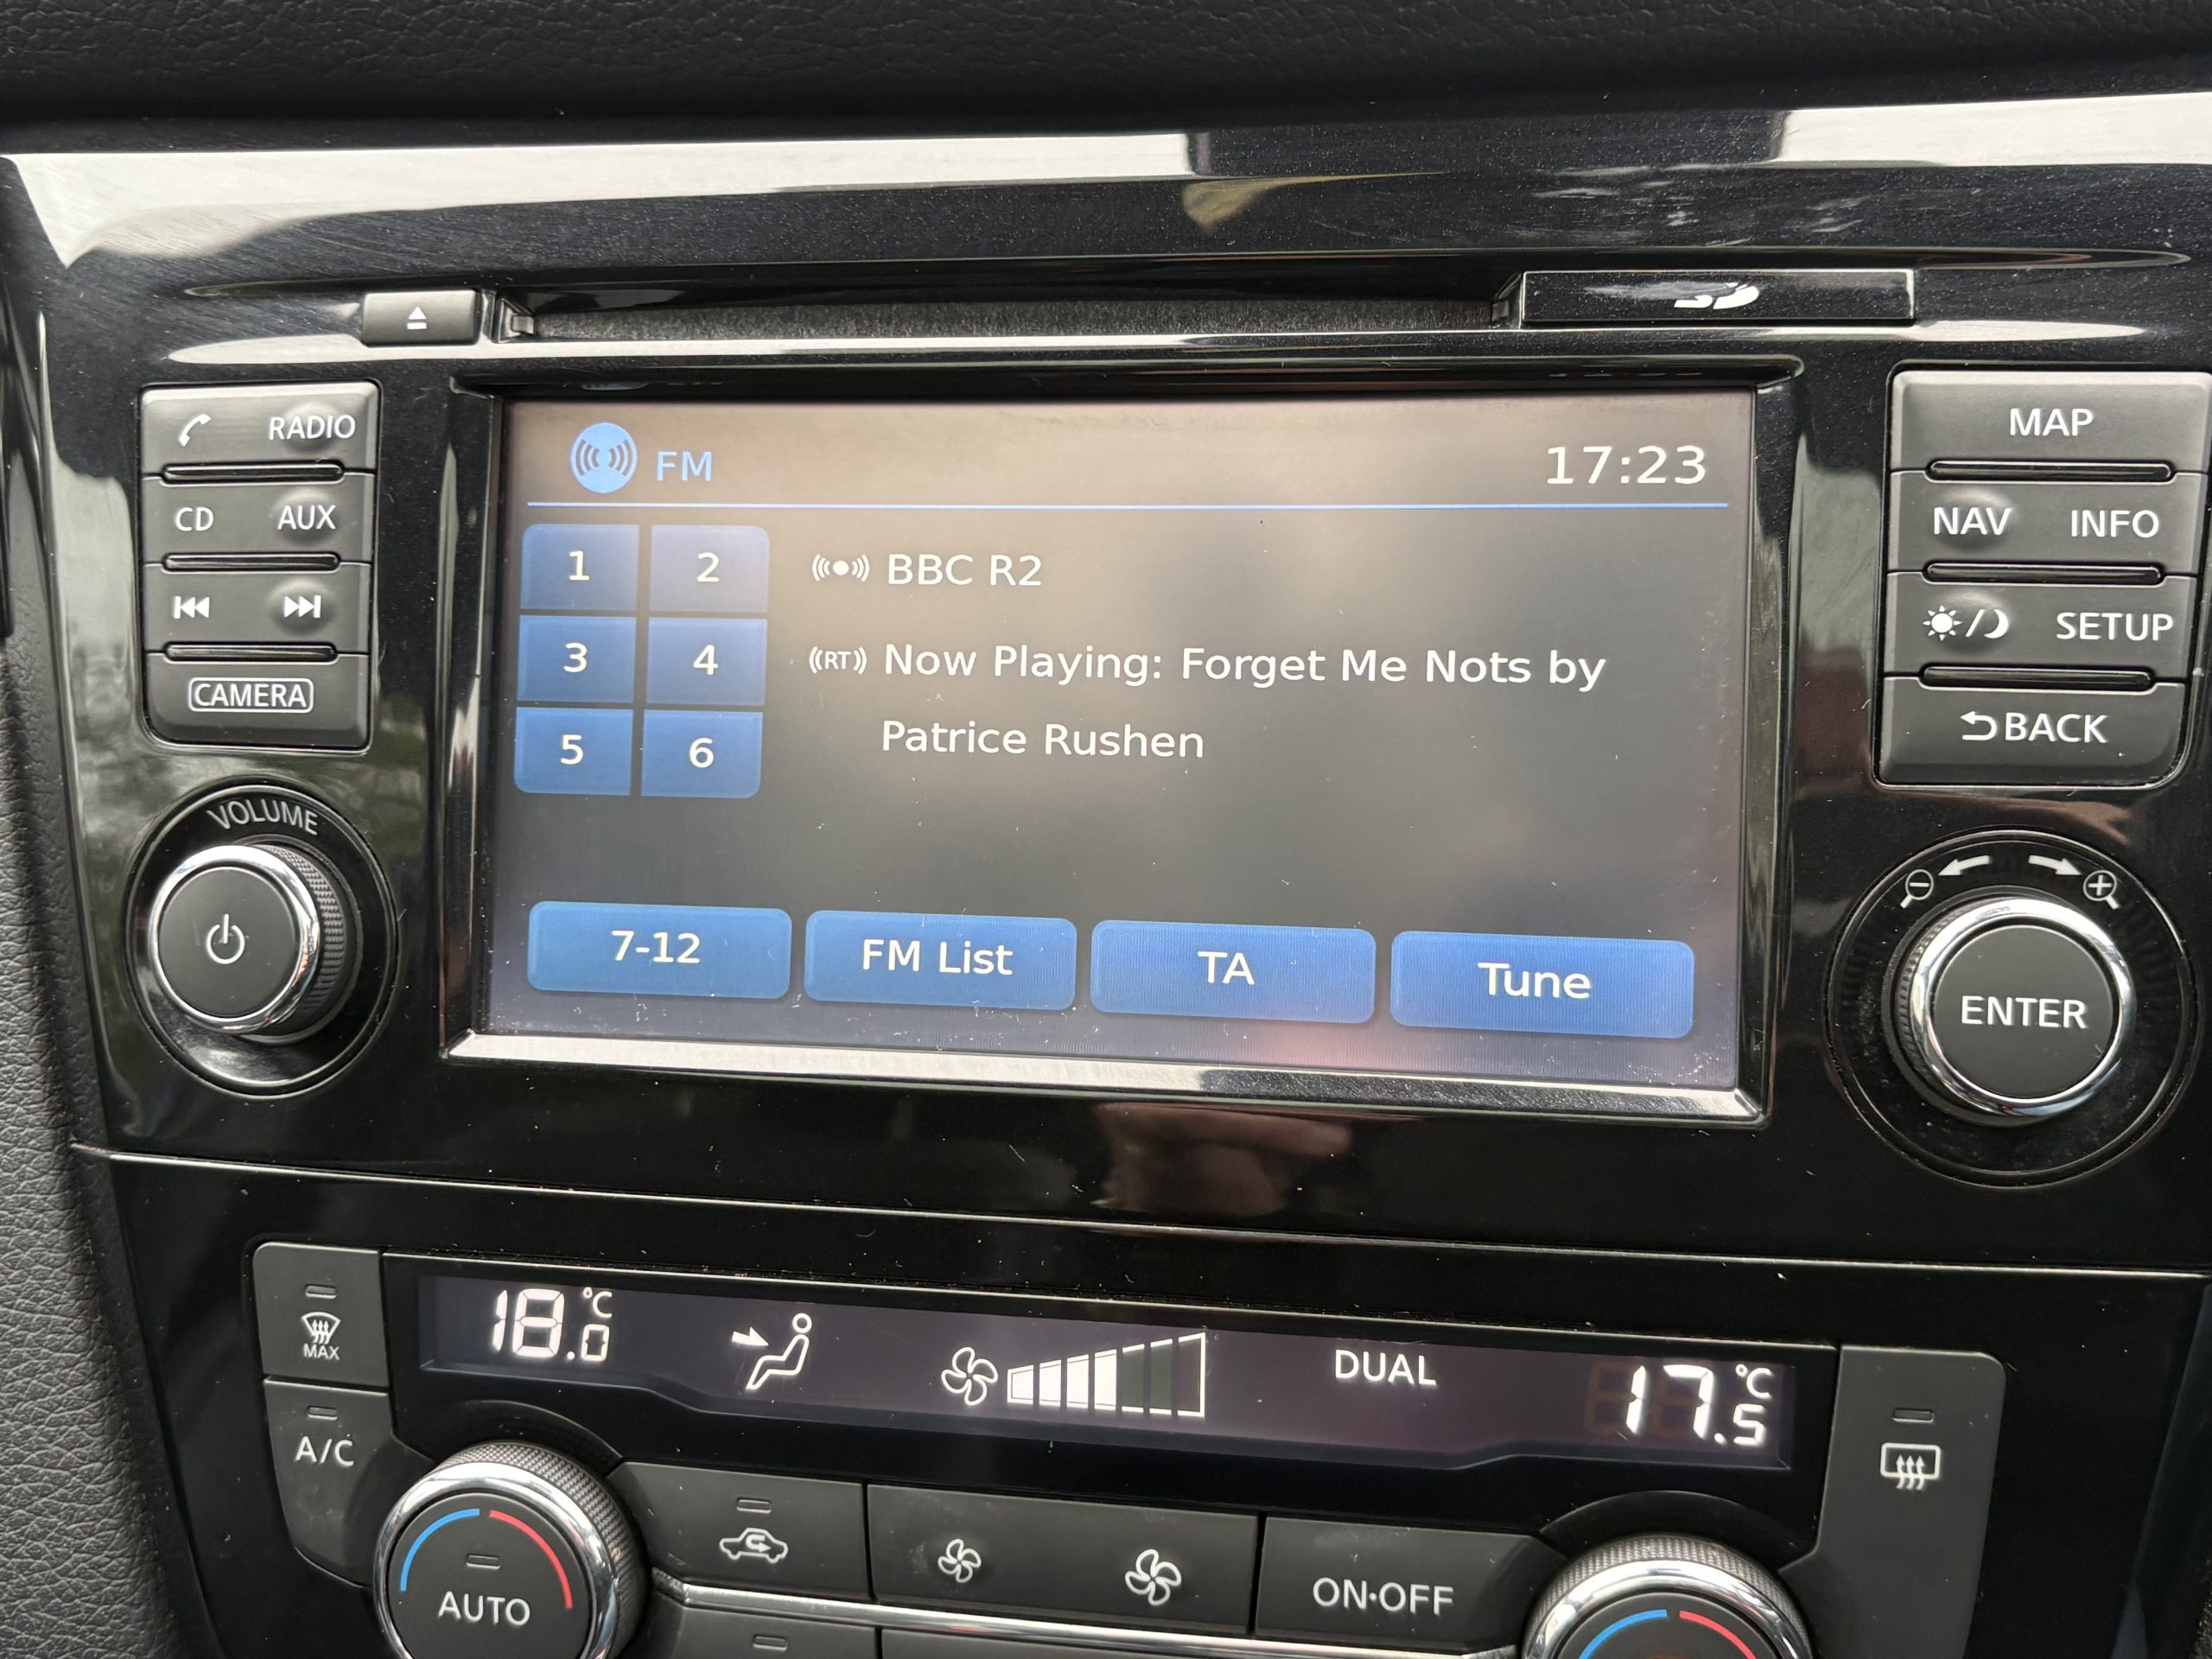 RADIO
CD AUX
CAMERA
VOLUME
FM 17:23
1 2
3 4
5 6
BBC R2
RT Now Playing: Forget Me Nots by
Patrice Rushen
7-12 FM List TA Tune
MAP
NAV INFO
SETUP
BACK
ENTER
MAX
A/C
18.0 °C
DUAL
17.5 °C
AUTO
ON·OFF